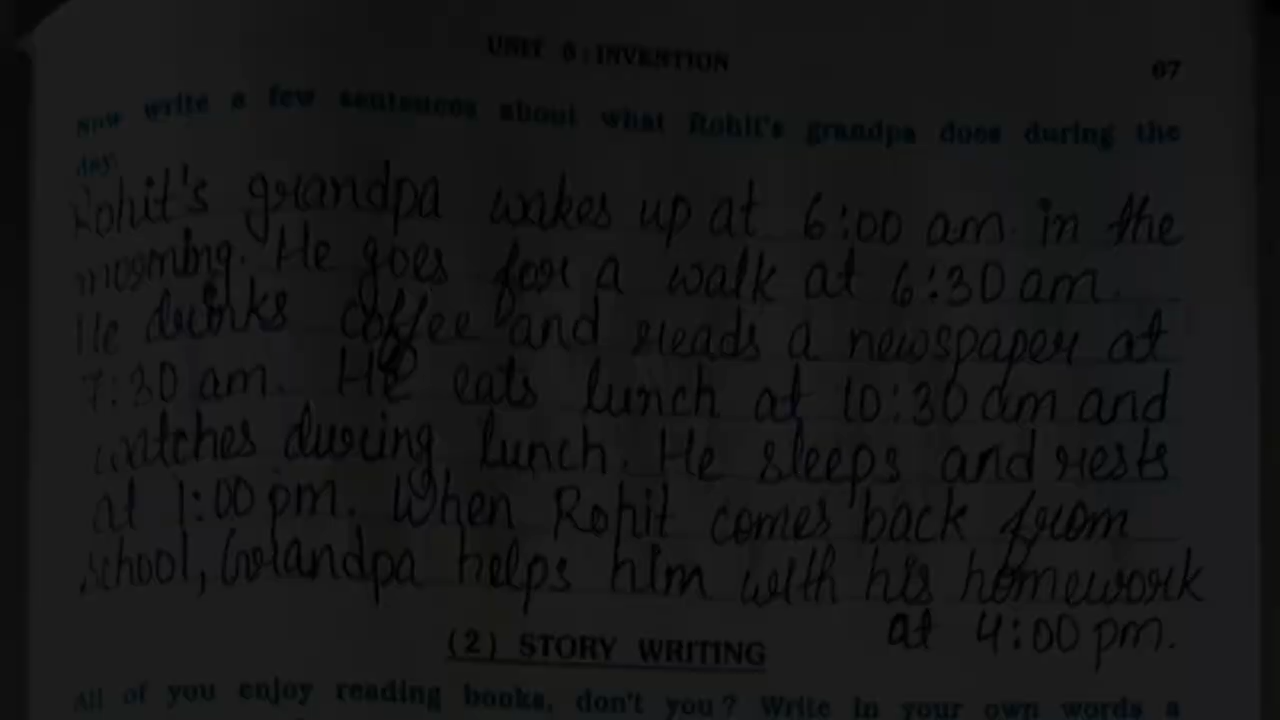 UNIT 6 : INVENTION 67
Now write a few sentences about what Rohit's grandpa does during the
day:
Rohit's grandpa wakes up at 6:00 am in the
morning. He goes for a walk at 6:30 am.
He drinks coffee and reads a newspaper at
7:30 am. He eats lunch at 10:30 am and
watches during lunch. He sleeps and rests
at 1:00 pm. When Rohit comes back from
school, Grandpa helps him with his homework
at 4:00 pm.
(2) STORY WRITING
All of you enjoy reading books, don't you? Write in your own words a